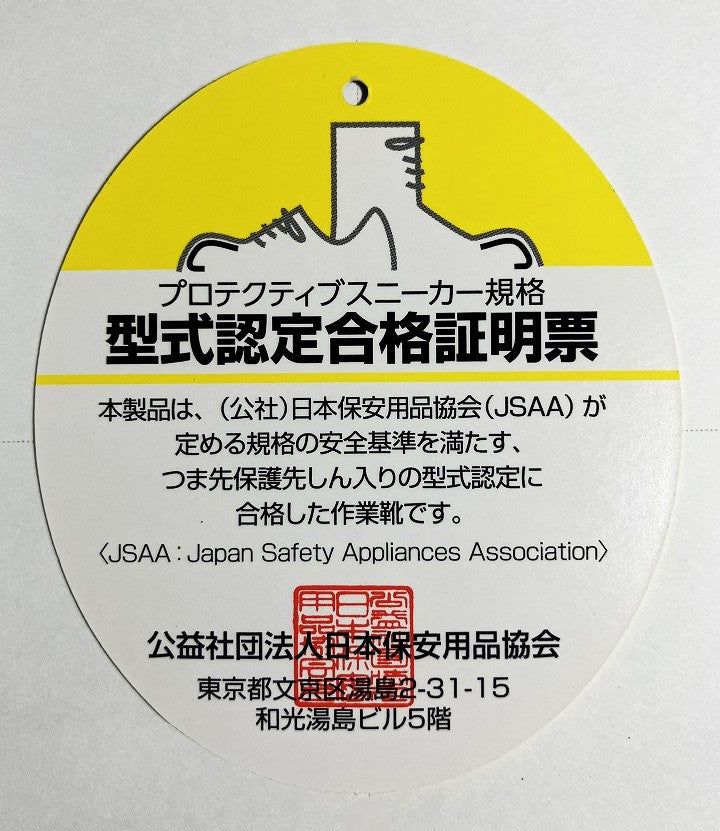 プロテクティブスニーカー規格
型式認定合格証明票
本製品は、(公社)日本保安用品協会(JSAA)が
定める規格の安全基準を満たす、
つま先保護先しん入りの型式認定に
合格した作業靴です。
〈JSAA:Japan Safety Appliances Association〉
公益社団法人日本保安用品協会
東京都文京区湯島2-31-15
和光湯島ビル5階